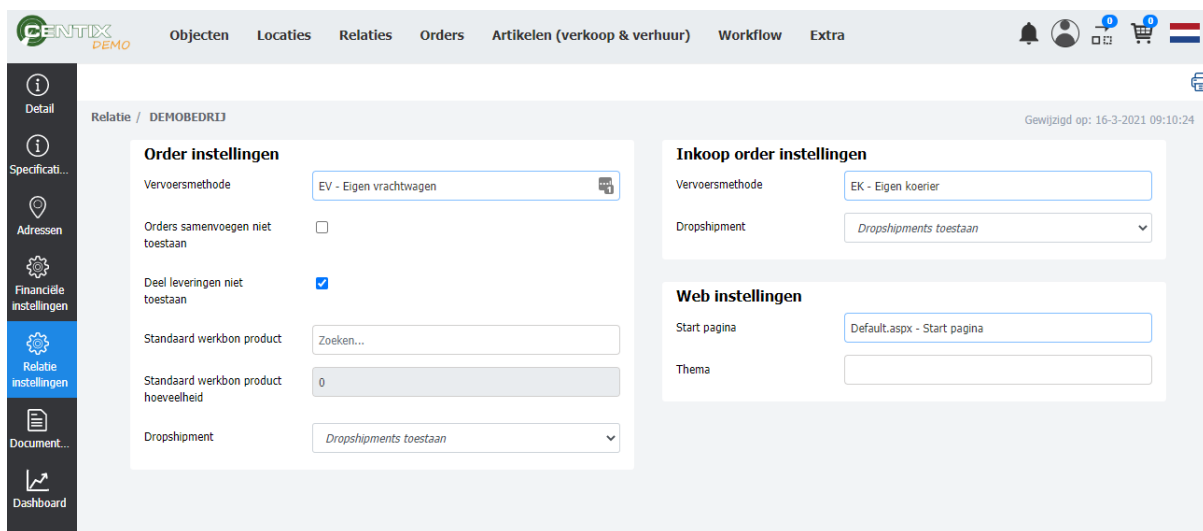 CENTIX
DEMO
Objecten Locaties Relaties Orders Artikelen (verkoop & verhuur) Workflow Extra
0 0
Detail
Relatie / DEMOBEDRIJ
Gewijzigd op: 16-3-2021 09:10:24
Specificati...
Adressen
Financiële
instellingen
Relatie
instellingen
Document...
Dashboard
Order instellingen
Vervoersmethode
EV - Eigen vrachtwagen
1
Orders samenvoegen niet
toestaan
Deel leveringen niet
toestaan
Standaard werkbon product
Zoeken...
Standaard werkbon product
hoeveelheid
0
Dropshipment
Dropshipments toestaan
Inkoop order instellingen
Vervoersmethode
EK - Eigen koerier
Dropshipment
Dropshipments toestaan
Web instellingen
Start pagina
Default.aspx - Start pagina
Thema